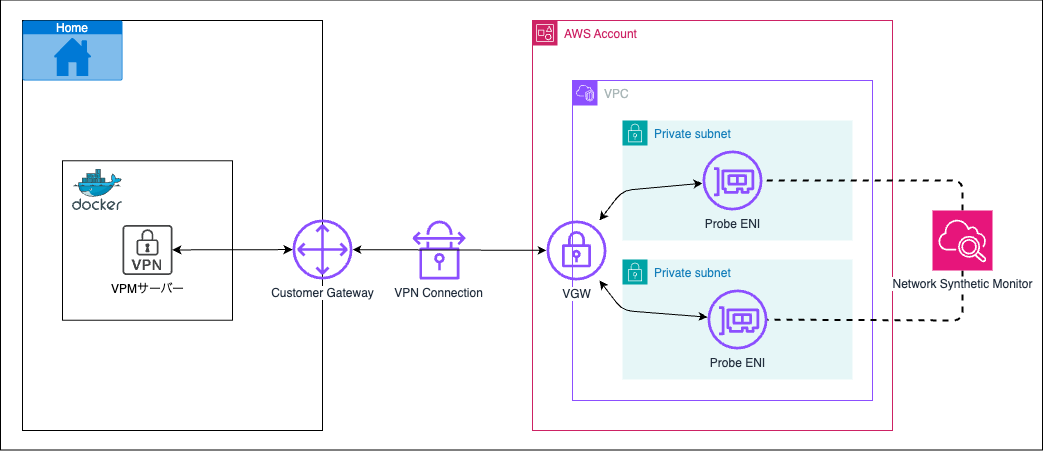 Home
AWS Account
VPC
Private subnet
docker
Probe ENI
VPN
VPMサーバー
Customer Gateway
VPN Connection
VGW
Private subnet
Network Synthetic Monitor
Probe ENI